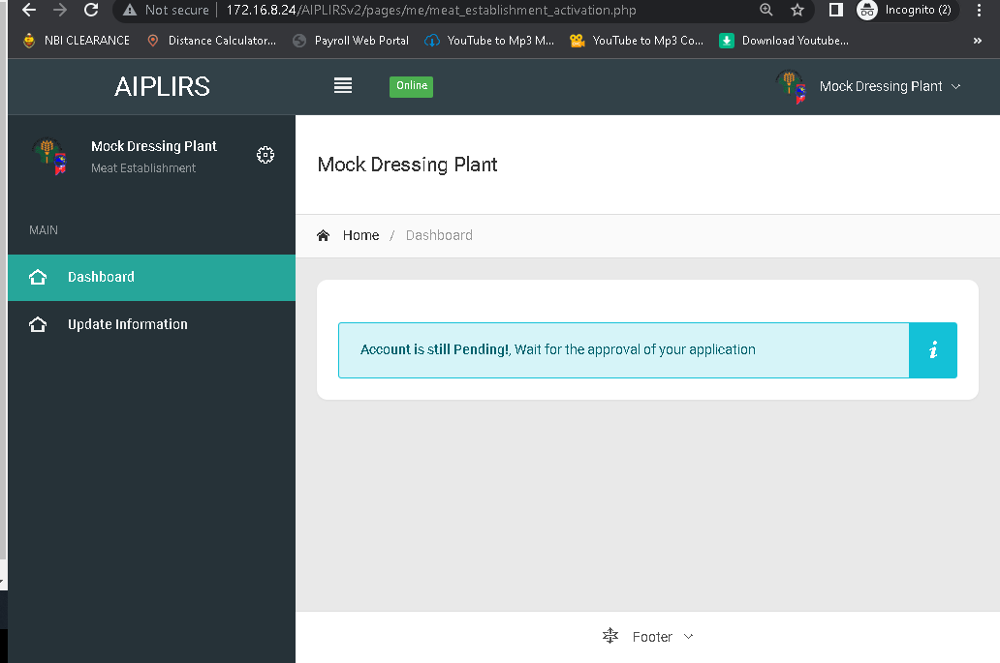 Not secure 172.16.8.24/AIPLIRSv2/pages/me/meat_establishment_activation.php Incognito (2)
NBI CLEARANCE Distance Calculator... Payroll Web Portal YouTube to Mp3 M... YouTube to Mp3 Co... Download Youtube... »
AIPLIRS Online Mock Dressing Plant
Mock Dressing Plant
Meat Establishment
MAIN
Dashboard
Update Information
Mock Dressing Plant
Home / Dashboard
Account is still Pending!, Wait for the approval of your application i
Footer